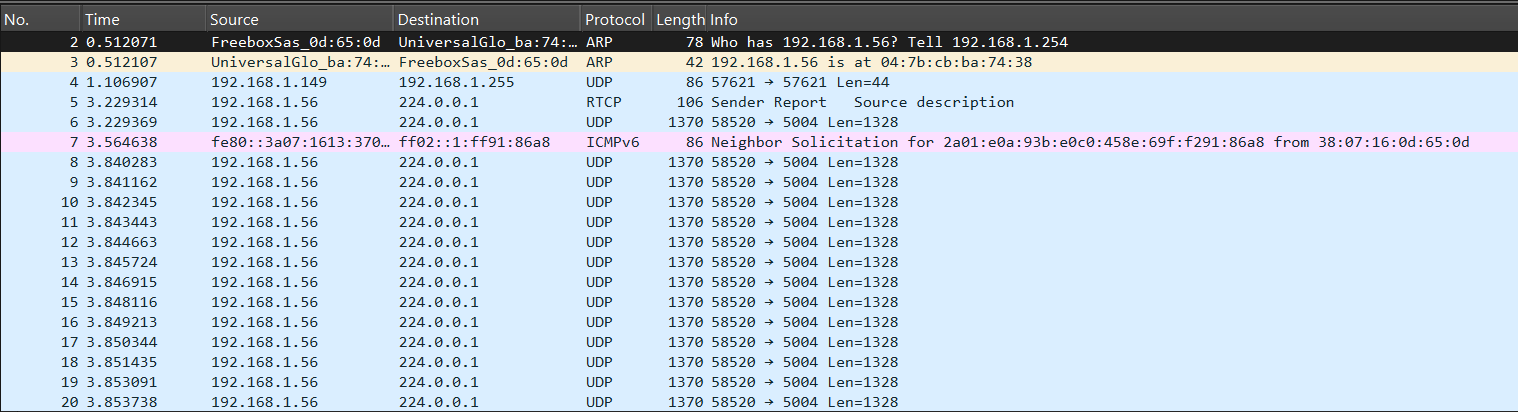 No. Time Source Destination Protocol Length Info
2 0.512071 FreeboxSas_0d:65:0d UniversalGlo_ba:74:… ARP 78 Who has 192.168.1.56? Tell 192.168.1.254
3 0.512107 UniversalGlo_ba:74:… FreeboxSas_0d:65:0d ARP 42 192.168.1.56 is at 04:7b:cb:ba:74:38
4 1.106907 192.168.1.149 192.168.1.255 UDP 86 57621 → 57621 Len=44
5 3.229314 192.168.1.56 224.0.0.1 RTCP 106 Sender Report Source description
6 3.229369 192.168.1.56 224.0.0.1 UDP 1370 58520 → 5004 Len=1328
7 3.564638 fe80::3a07:1613:370… ff02::1:ff91:86a8 ICMPv6 86 Neighbor Solicitation for 2a01:e0a:93b:e0c0:458e:69f:f291:86a8 from 38:07:16:0d:65:0d
8 3.840283 192.168.1.56 224.0.0.1 UDP 1370 58520 → 5004 Len=1328
9 3.841162 192.168.1.56 224.0.0.1 UDP 1370 58520 → 5004 Len=1328
10 3.842345 192.168.1.56 224.0.0.1 UDP 1370 58520 → 5004 Len=1328
11 3.843443 192.168.1.56 224.0.0.1 UDP 1370 58520 → 5004 Len=1328
12 3.844663 192.168.1.56 224.0.0.1 UDP 1370 58520 → 5004 Len=1328
13 3.845724 192.168.1.56 224.0.0.1 UDP 1370 58520 → 5004 Len=1328
14 3.846915 192.168.1.56 224.0.0.1 UDP 1370 58520 → 5004 Len=1328
15 3.848116 192.168.1.56 224.0.0.1 UDP 1370 58520 → 5004 Len=1328
16 3.849213 192.168.1.56 224.0.0.1 UDP 1370 58520 → 5004 Len=1328
17 3.850344 192.168.1.56 224.0.0.1 UDP 1370 58520 → 5004 Len=1328
18 3.851435 192.168.1.56 224.0.0.1 UDP 1370 58520 → 5004 Len=1328
19 3.853091 192.168.1.56 224.0.0.1 UDP 1370 58520 → 5004 Len=1328
20 3.853738 192.168.1.56 224.0.0.1 UDP 1370 58520 → 5004 Len=1328